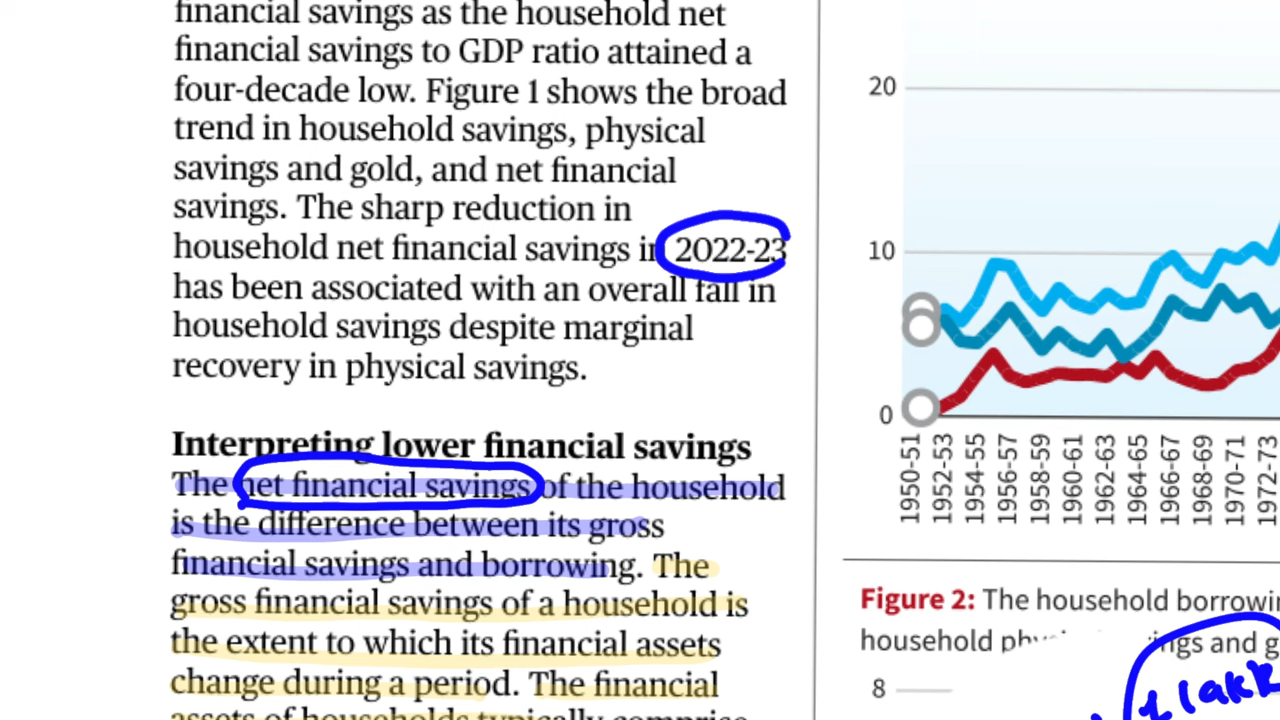 financial savings as the household net
financial savings to GDP ratio attained a
four-decade low. Figure 1 shows the broad
trend in household savings, physical
savings and gold, and net financial
savings. The sharp reduction in
household net financial savings in 2022-23
has been associated with an overall fall in
household savings despite marginal
recovery in physical savings.
Interpreting lower financial savings
The net financial savings of the household
is the difference between its gross
financial savings and borrowing. The
gross financial savings of a household is
the extent to which its financial assets
change during a period. The financial
assets of households typically comprise
20
10
0
1950-51
1952-53
1954-55
1956-57
1958-59
1960-61
1962-63
1964-65
1966-67
1968-69
1970-71
1972-73
Figure 2: The household
household
and
8